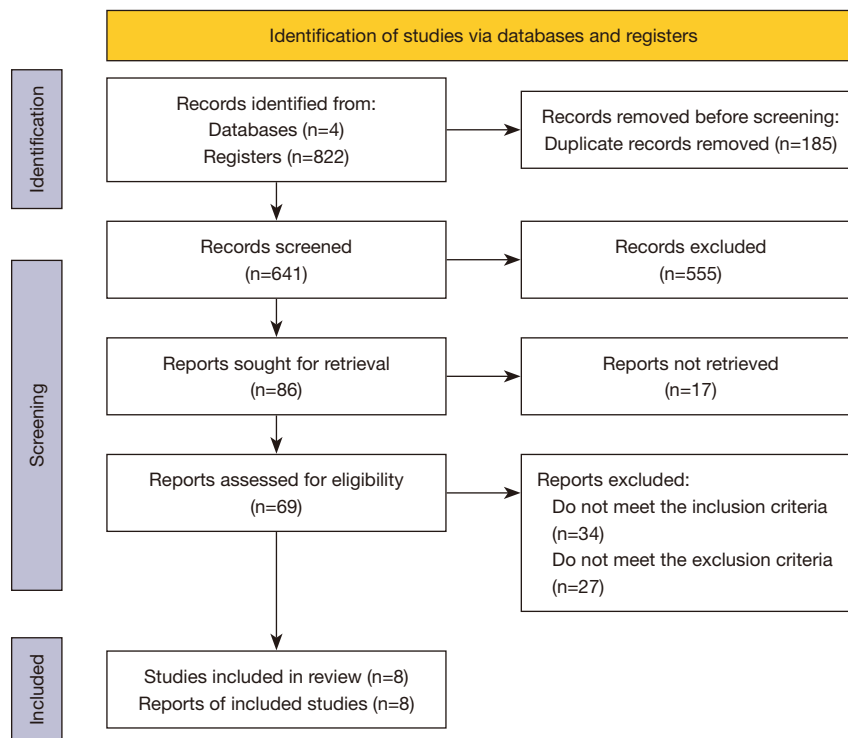 Identification of studies via databases and registers
Identification
Records identified from:
Databases (n=4)
Registers (n=822)
Records removed before screening:
Duplicate records removed (n=185)
Screening
Records screened
(n=641)
Records excluded
(n=555)
Reports sought for retrieval
(n=86)
Reports not retrieved
(n=17)
Reports assessed for eligibility
(n=69)
Reports excluded:
Do not meet the inclusion criteria
(n=34)
Do not meet the exclusion criteria
(n=27)
Included
Studies included in review (n=8)
Reports of included studies (n=8)